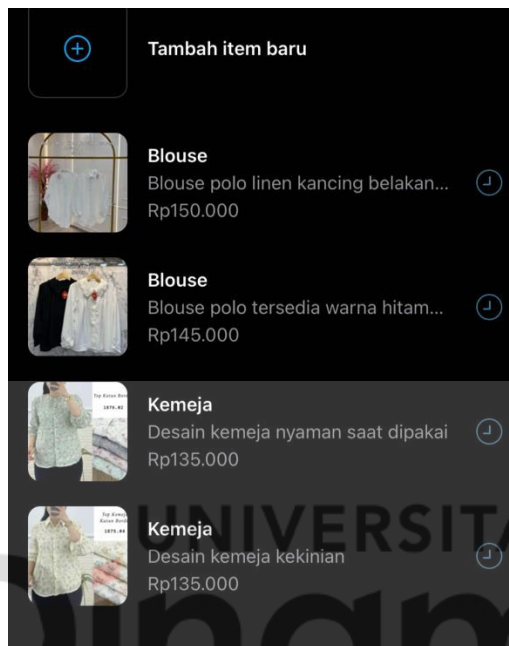 Tambah item baru
Blouse
Blouse polo linen kancing belakan...
Rp150.000
Blouse
Blouse polo tersedia warna hitam...
Rp145.000
Kemeja
Desain kemeja nyaman saat dipakai
Rp135.000
Kemeja
Desain kemeja kekinian
Rp135.000
UNIVERSITA
Dinam